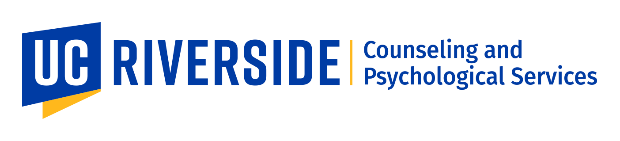 UC RIVERSIDE
Counseling and
Psychological Services